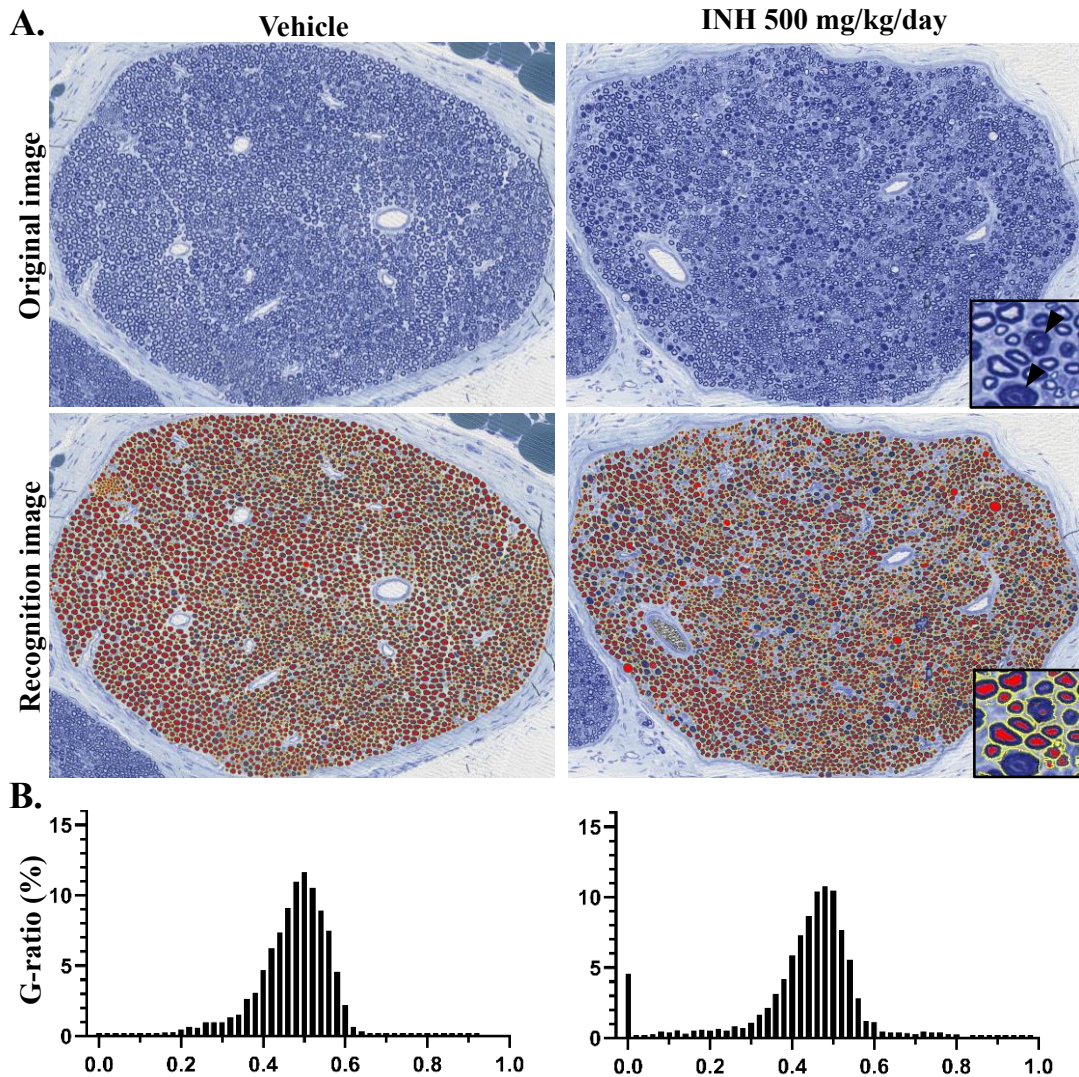 A.
Vehicle
INH 500 mg/kg/day
Original image
Recognition image
B.
G-ratio (%)
15
10
5
0
0.0 0.2 0.4 0.6 0.8 1.0
15
10
5
0
0.0 0.2 0.4 0.6 0.8 1.0